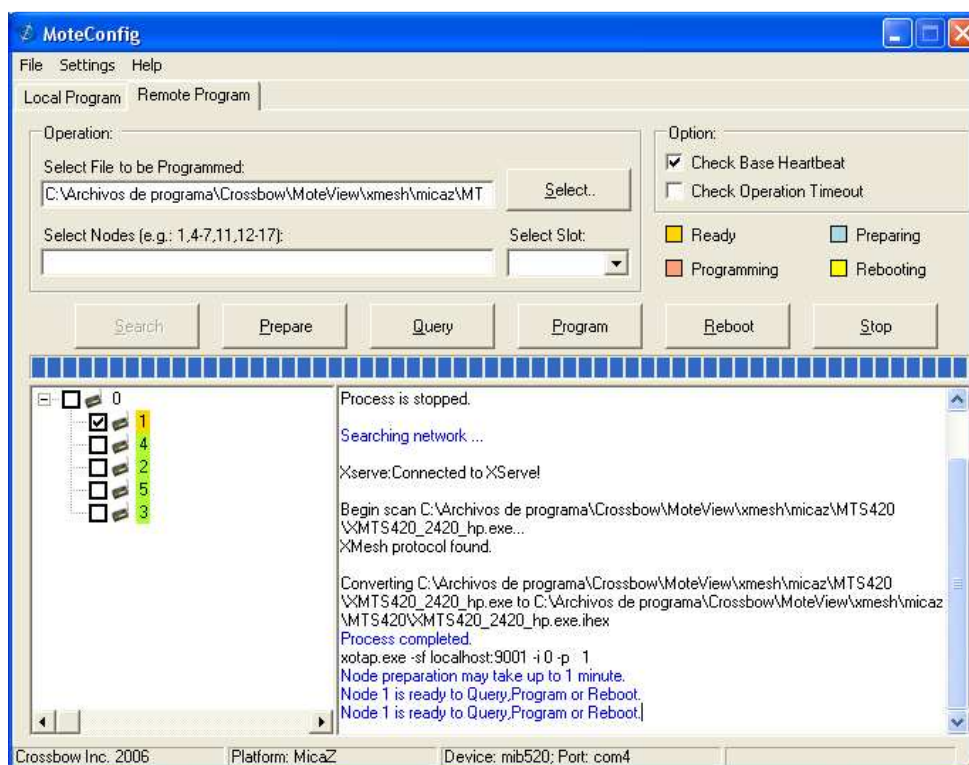 MoteConfig
File Settings Help
Local Program Remote Program
Operation:
Select File to be Programmed:
C:\Archivos de programa\Crossbow\MoteView\xmesh\micaz\MT
Select..
Select Nodes (e.g.: 1,4-7,11,12-17):
Select Slot:
Option:
Check Base Heartbeat
Check Operation Timeout
Ready Preparing
Programming Rebooting
Search Prepare Query Program Reboot Stop
0
1
4
2
5
3
Process is stopped.
Searching network ...
Xserve:Connected to XServe!
Begin scan C:\Archivos de programa\Crossbow\MoteView\xmesh\micaz\MTS420
\XMTS420_2420_hp.exe...
XMesh protocol found.
Converting C:\Archivos de programa\Crossbow\MoteView\xmesh\micaz\MTS420
\XMTS420_2420_hp.exe to C:\Archivos de programa\Crossbow\MoteView\xmesh\micaz
\MTS420\XMTS420_2420_hp.exe.ihex
Process completed.
xotap.exe -sf localhost:9001 -i 0 -p 1
Node preparation may take up to 1 minute.
Node 1 is ready to Query,Program or Reboot.
Node 1 is ready to Query,Program or Reboot.
Crossbow Inc. 2006 Platform: MicaZ Device: mib520; Port: com4